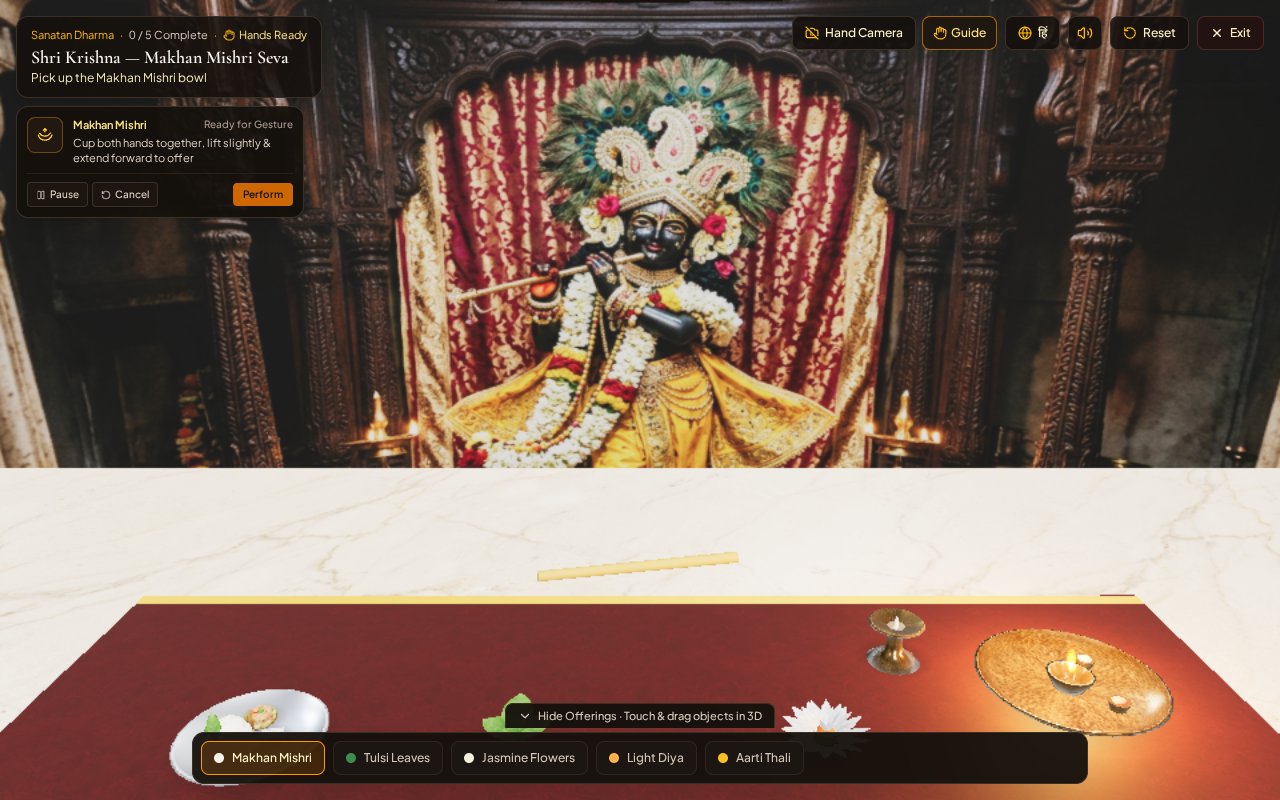 Sanatan Dharma · 0 / 5 Complete · Hands Ready
Shri Krishna — Makhan Mishri Seva
Pick up the Makhan Mishri bowl
Hand Camera
Guide
हिं
Reset
Exit
Makhan Mishri
Ready for Gesture
Cup both hands together, lift slightly &
extend forward to offer
Pause
Cancel
Perform
Hide Offerings · Touch & drag objects in 3D
Makhan Mishri
Tulsi Leaves
Jasmine Flowers
Light Diya
Aarti Thali